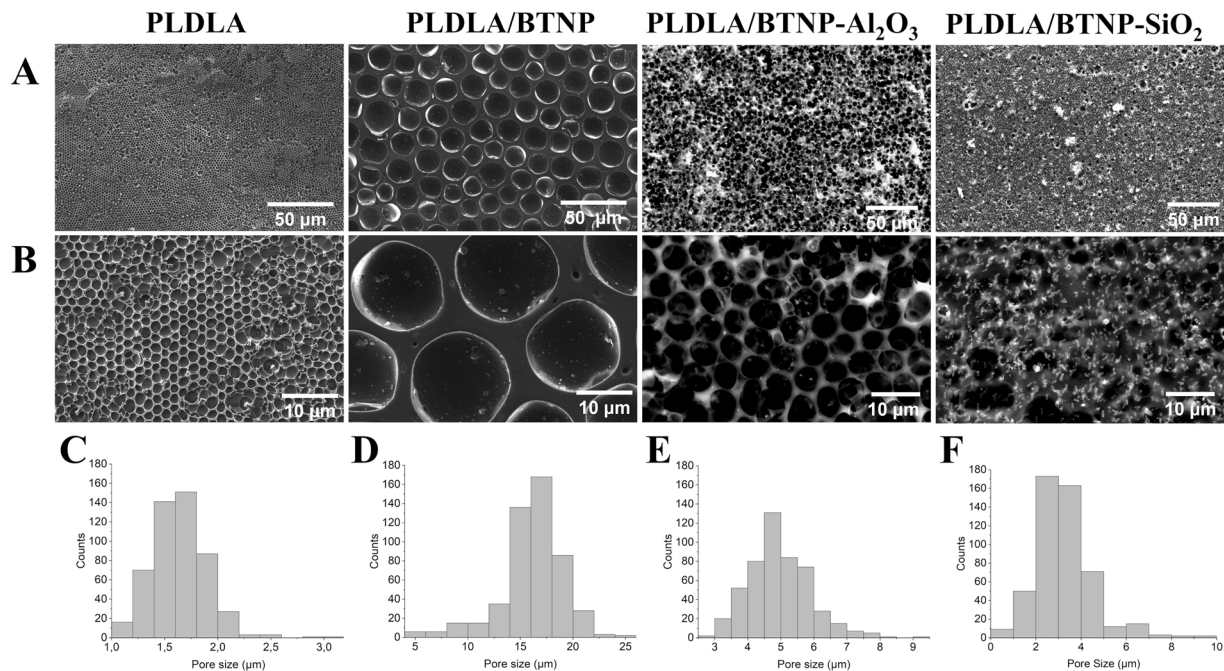 PLDLA PLDLA/BTNP PLDLA/BTNP-Al₂O₃ PLDLA/BTNP-SiO₂
A
50 µm 50 µm 50 µm 50 µm
B
10 µm 10 µm 10 µm 10 µm
C D E F
180 180 180 180
160 160 160 160
140 140 140 140
120 120 120 120
100 100 100 100
80 80 80 80
60 60 60 60
40 40 40 40
20 20 20 20
0 0 0 0
Counts Counts Counts Counts
1,0 1,5 2,0 2,5 3,0 5 10 15 20 25 3 4 5 6 7 8 9 0 2 4 6 8 10
Pore size (µm) Pore size (µm) Pore size (µm) Pore size (µm)